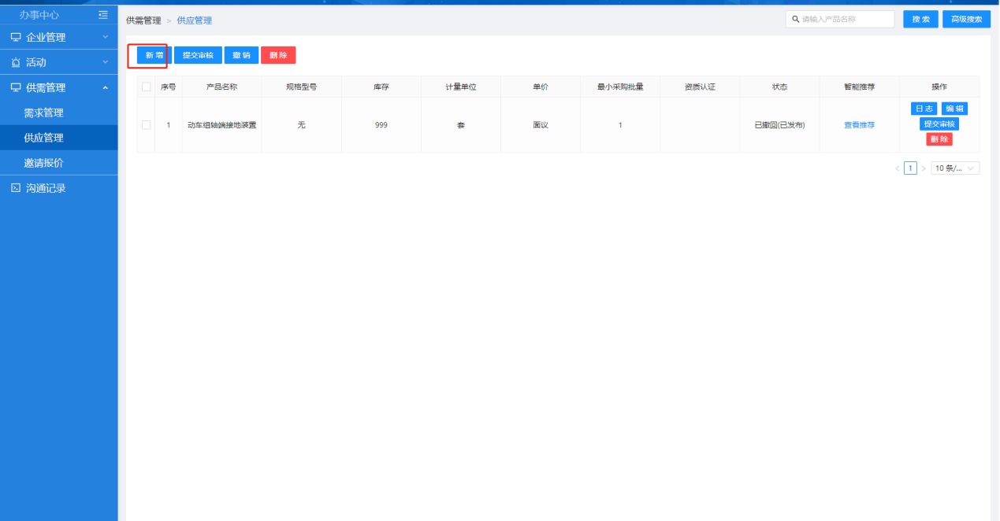 办事中心
企业管理
活动
供需管理
需求管理
供应管理
邀请报价
沟通记录
供需管理 > 供应管理
请输入产品名称 搜 索 高级搜索
新 增 提交审核 撤 销 删 除
序号 产品名称 规格型号 库存 计量单位 单价 最小采购批量 资质认证 状态 智能推荐 操作
1 动车组轴端接地装置 无 999 套 面议 1 已撤回(已发布) 查看推荐 日 志 编 辑
提交审核
删 除
< 1 > 10 条/...